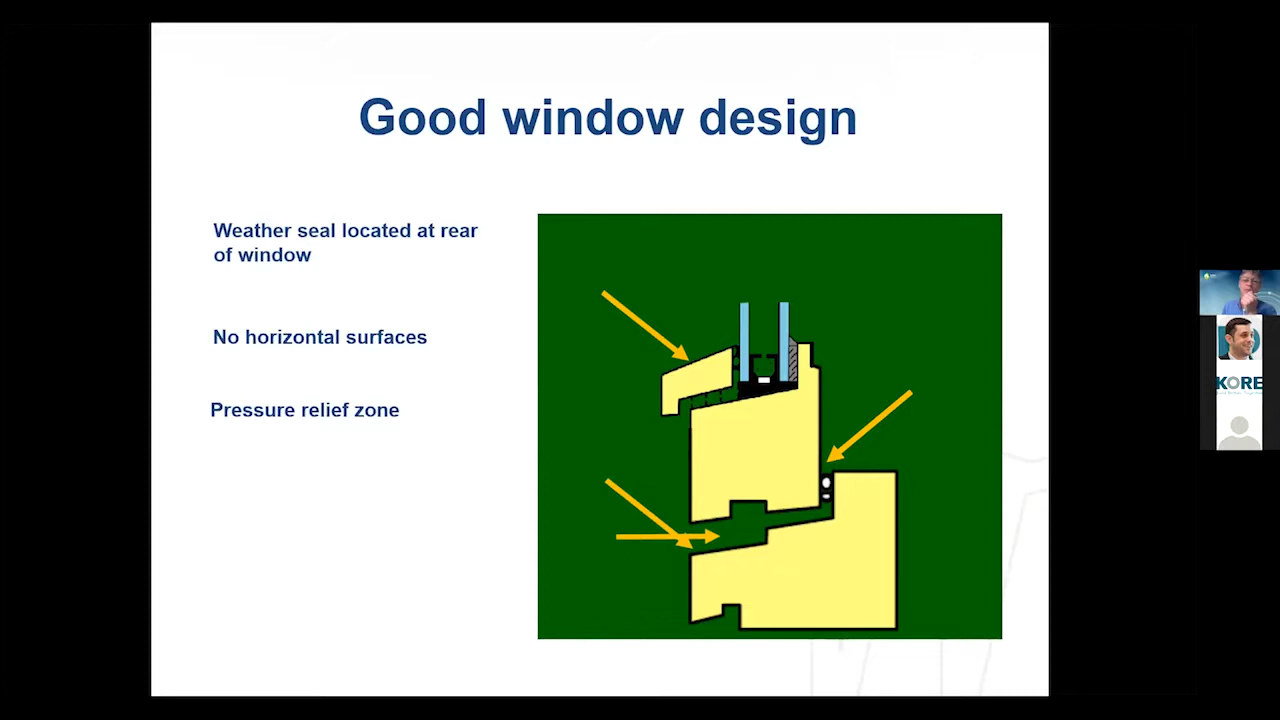 Good window design
Weather seal located at rear
of window
No horizontal surfaces
Pressure relief zone
KORE